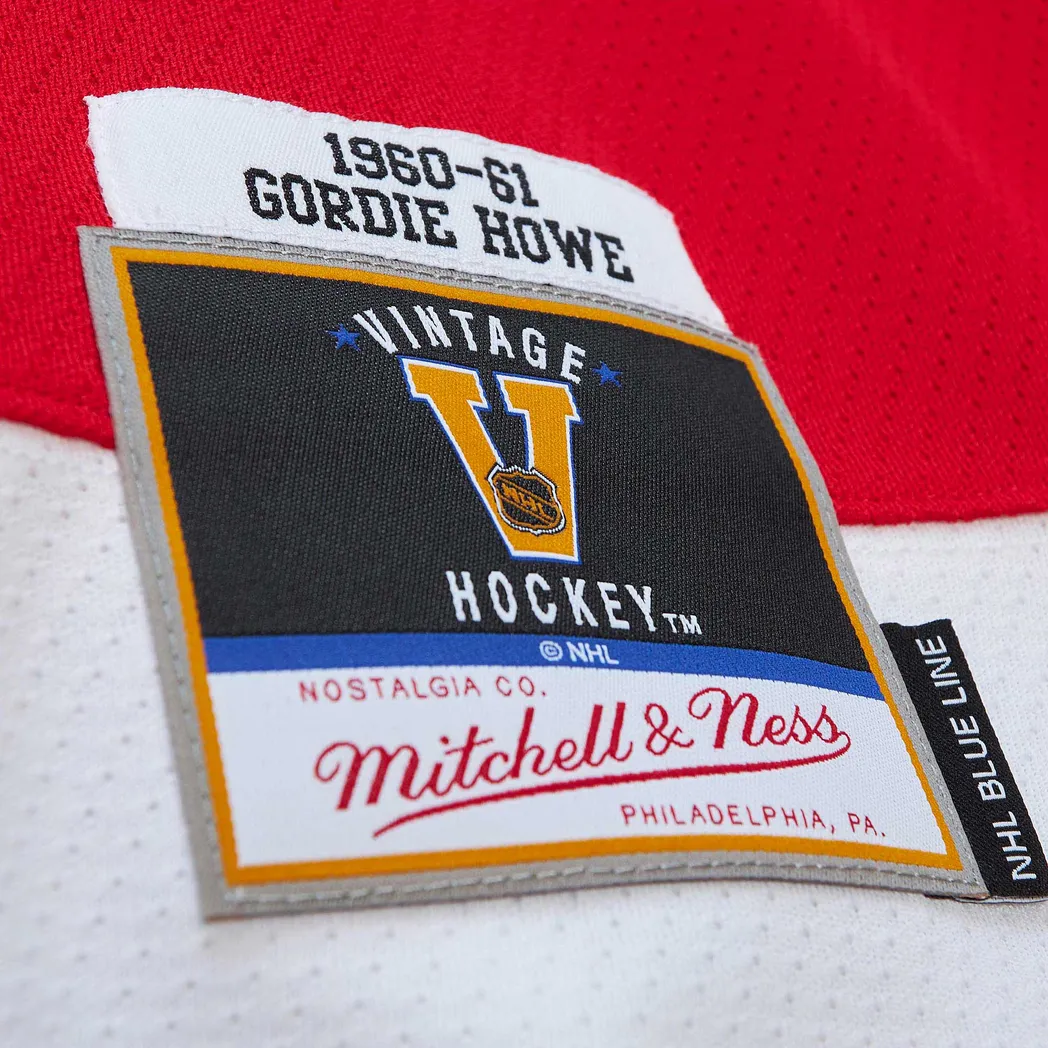 1960-61
GORDIE HOWE
VINTAGE
V
NHL
HOCKEY™
© NHL
NOSTALGIA CO.
Mitchell & Ness
PHILADELPHIA, PA.
NHL BLUE LINE